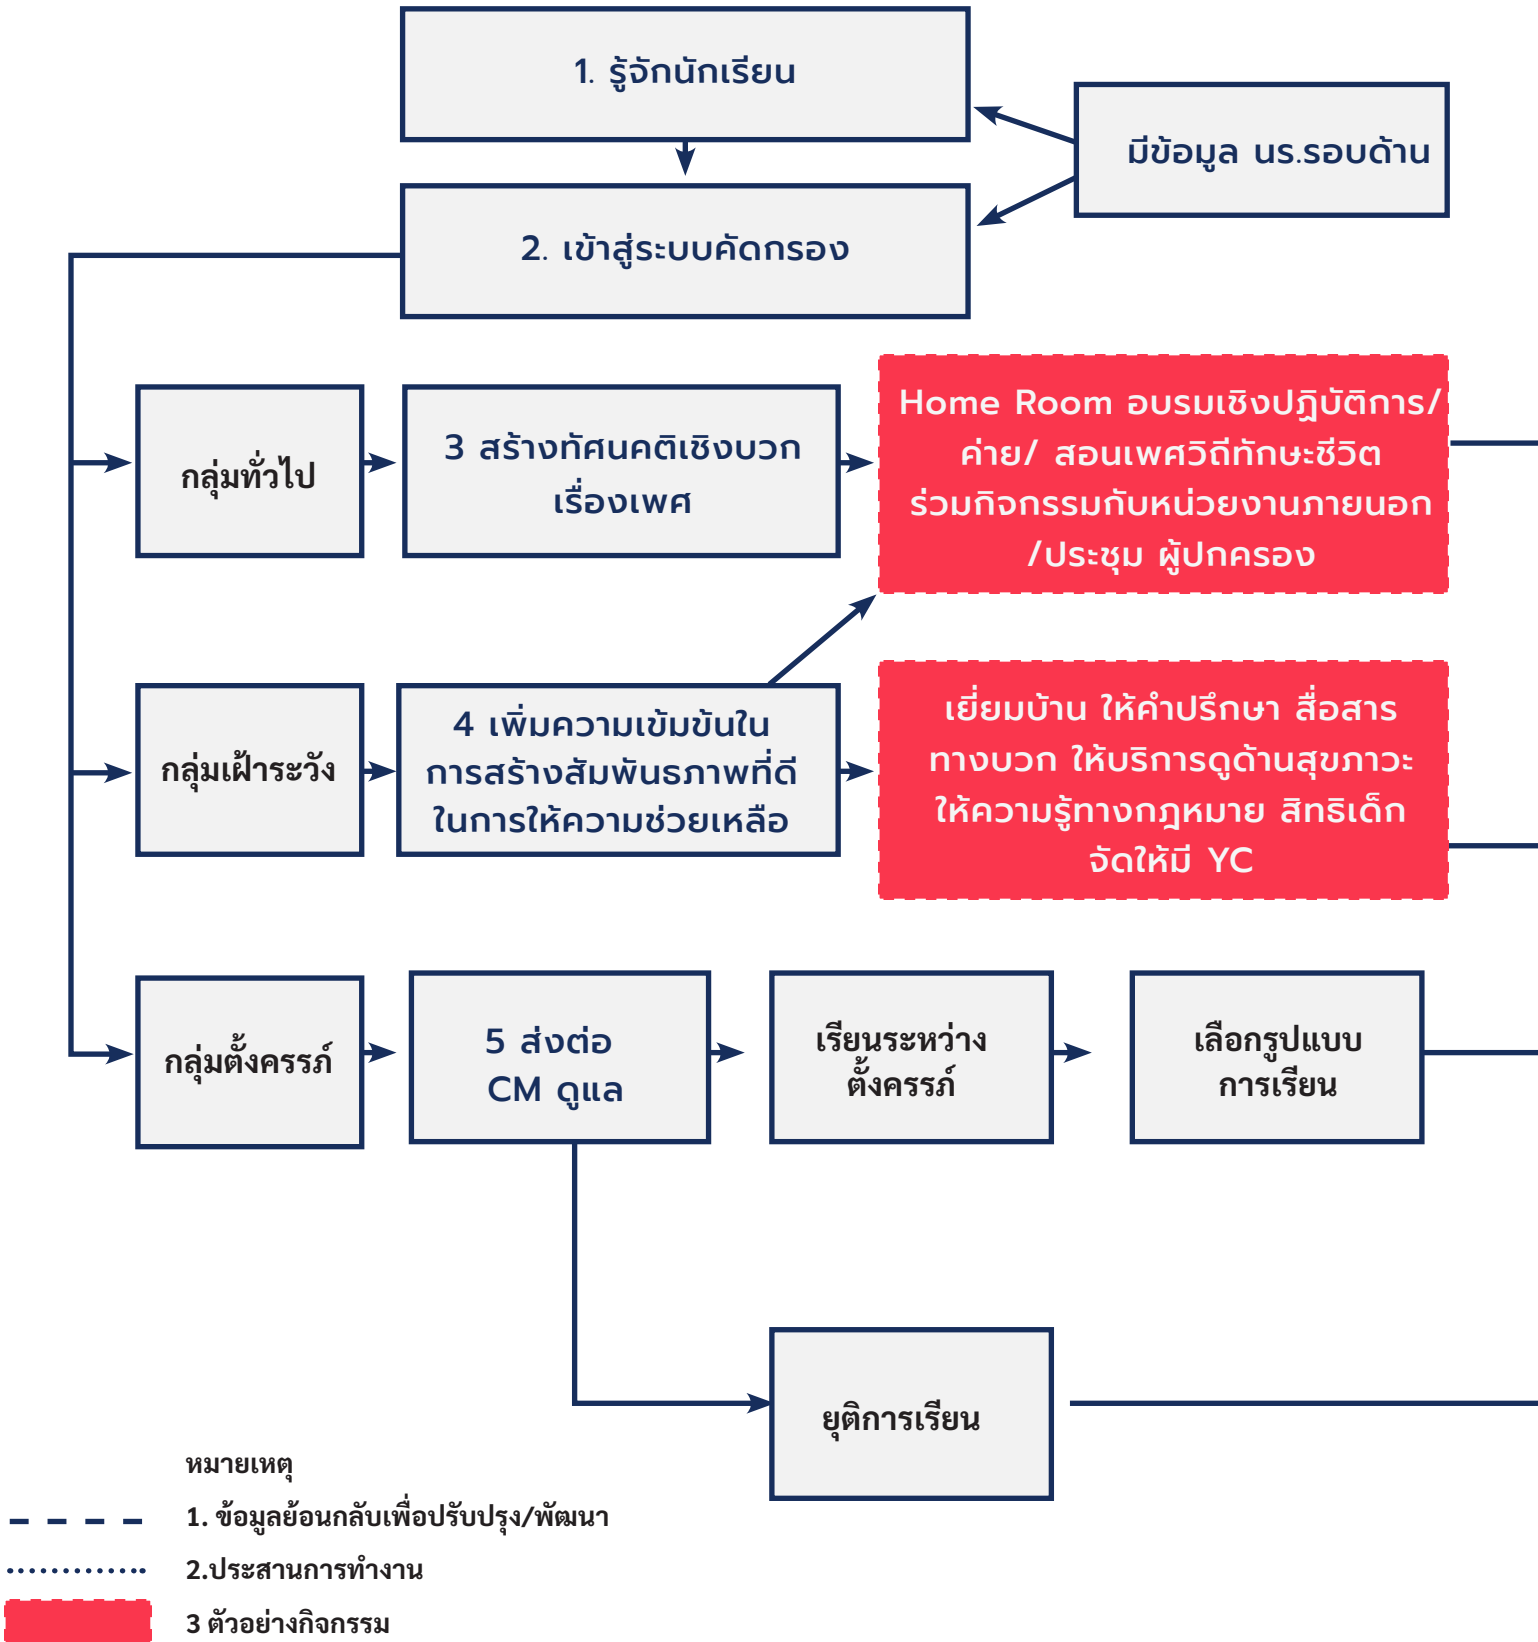 1. รู้จักนักเรียน
มีข้อมูล นร.รอบด้าน
2. เข้าสู่ระบบคัดกรอง
กลุ่มทั่วไป
3 สร้างทัศนคติเชิงบวก
เรื่องเพศ
Home Room อบรมเชิงปฏิบัติการ/
ค่าย/ สอนเพศวิถีทักษะชีวิต
ร่วมกิจกรรมกับหน่วยงานภายนอก
/ประชุม ผู้ปกครอง
กลุ่มเฝ้าระวัง
4 เพิ่มความเข้มข้นใน
การสร้างสัมพันธภาพที่ดี
ในการให้ความช่วยเหลือ
เยี่ยมบ้าน ให้คำปรึกษา สื่อสาร
ทางบวก ให้บริการดูด้านสุขภาวะ
ให้ความรู้ทางกฎหมาย สิทธิเด็ก
จัดให้มี YC
กลุ่มตั้งครรภ์
5 ส่งต่อ
CM ดูแล
เรียนระหว่าง
ตั้งครรภ์
เลือกรูปแบบ
การเรียน
ยุติการเรียน
หมายเหตุ
1. ข้อมูลย้อนกลับเพื่อปรับปรุง/พัฒนา
2.ประสานการทำงาน
3 ตัวอย่างกิจกรรม